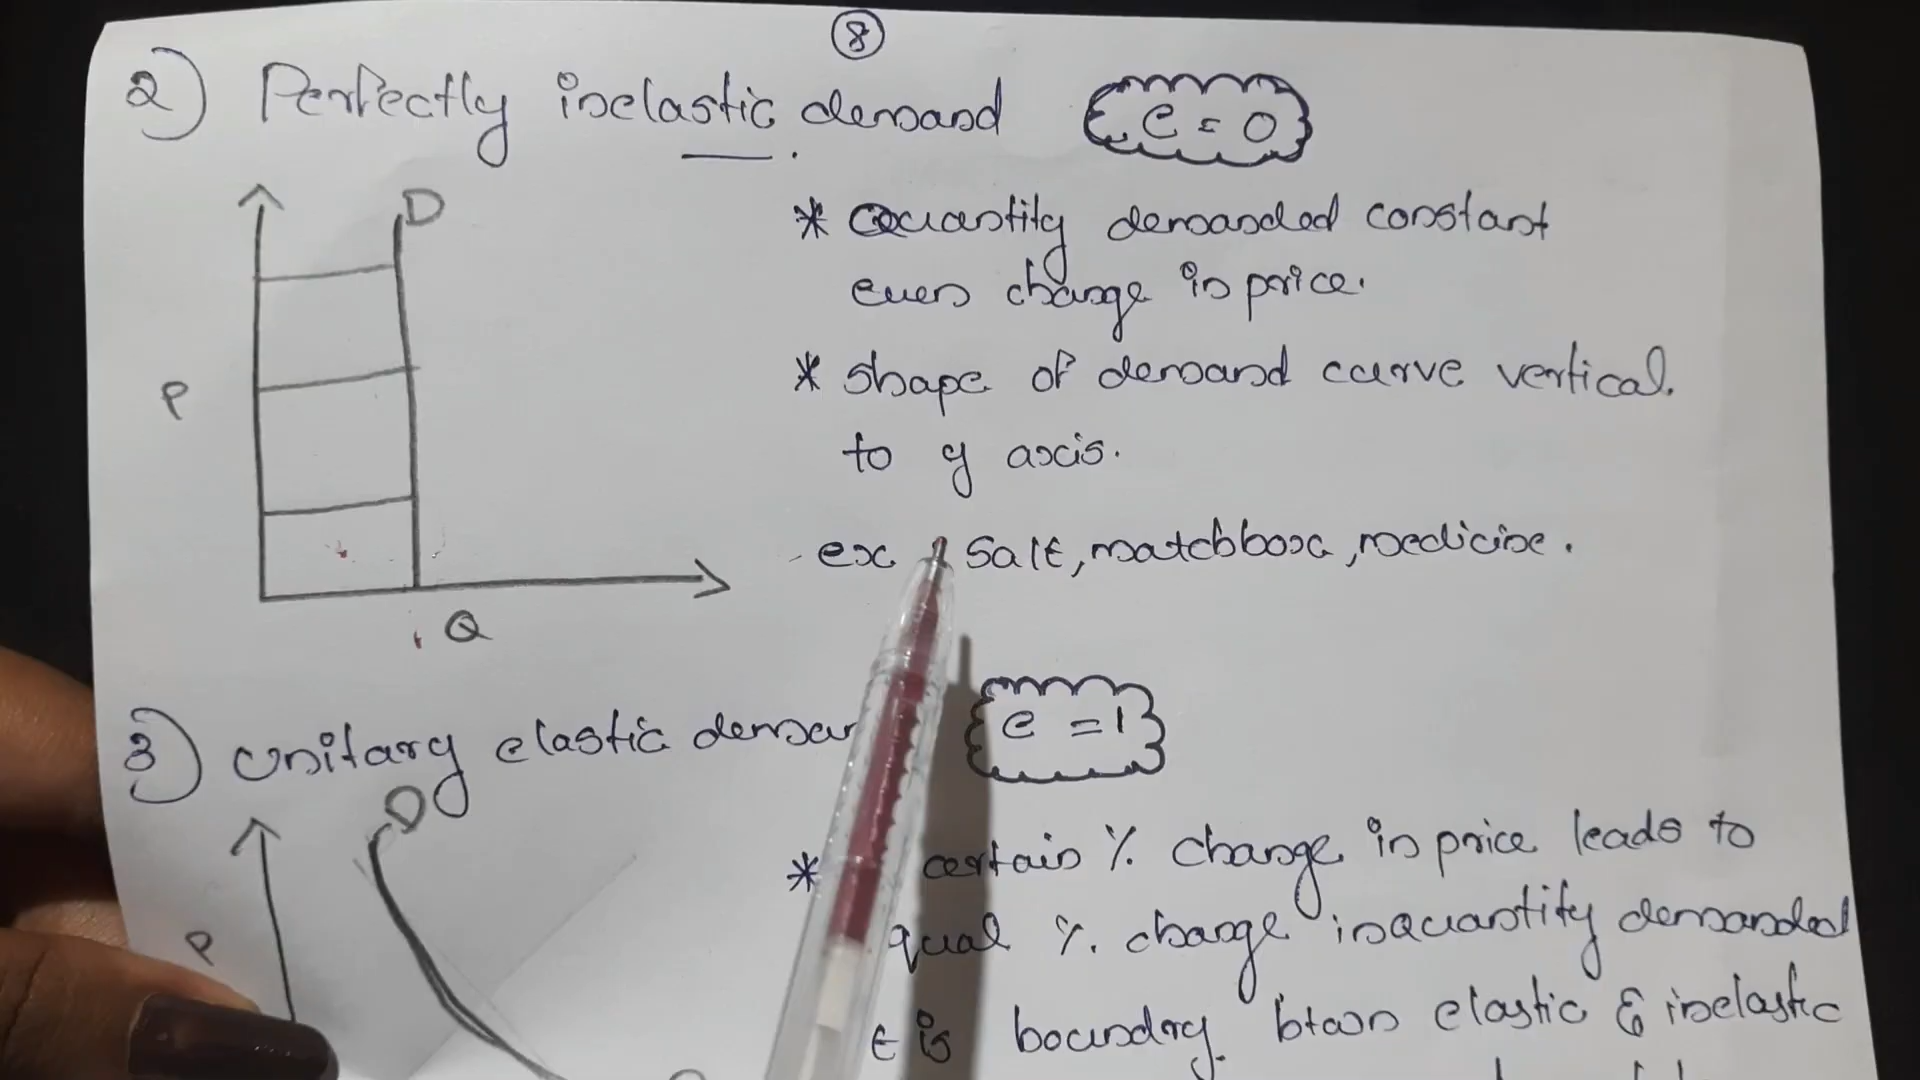 8
2) Perfectly inelastic demand e = 0
D
* Quantity demanded constant
even change in price.
P
* shape of demand curve vertical.
to y axis.
ex salt, matchbox, medicine.
Q
3) Unitary elastic e = 1
D
* certain % change in price leads to
% change in quantity demanded
P
is boundary btwn elastic & inelastic